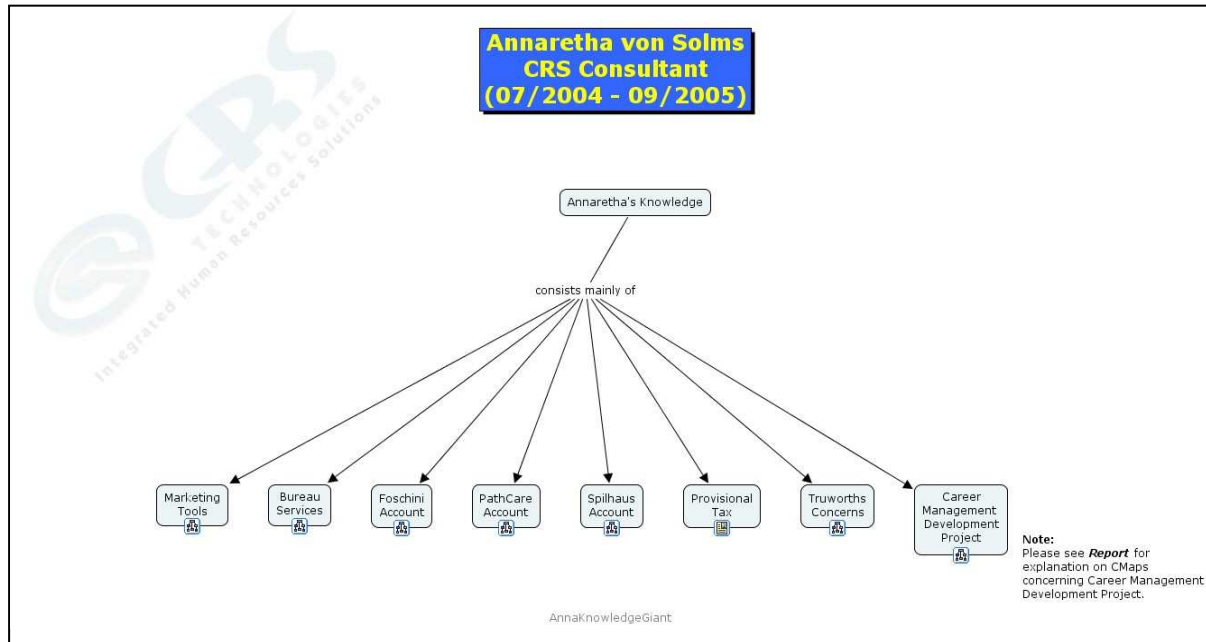 Annaretha von Solms
CRS Consultant
(07/2004 - 09/2005)
CRS
TECHNOLOGIES
Integrated Human Resources Solutions
Annaretha's Knowledge
consists mainly of
Marketing
Tools
Bureau
Services
Foschini
Account
PathCare
Account
Spilhaus
Account
Provisional
Tax
Truworths
Concerns
Career
Management
Development
Project
Note:
Please see Report for
explanation on CMaps
concerning Career Management
Development Project.
AnnaKnowledgeGiant